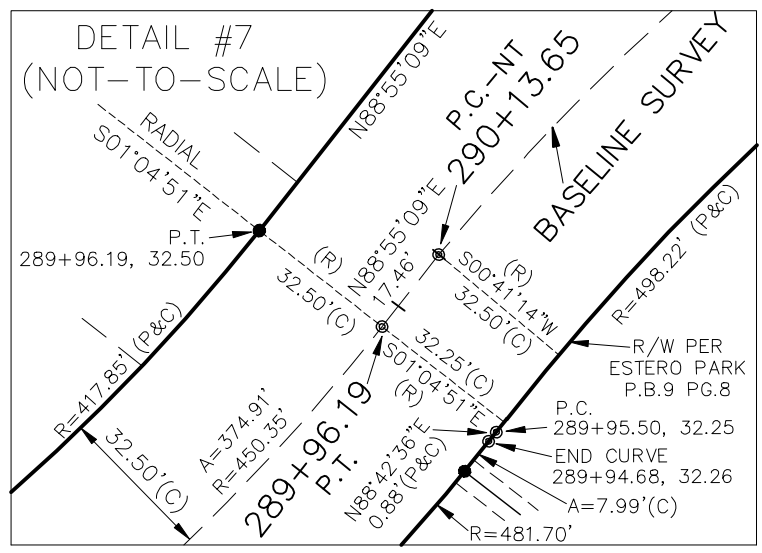 DETAIL #7
(NOT-TO-SCALE)
N88°55'09"E
P.C.-NT
290+13.65
BASELINE SURVEY
RADIAL
S01°04'51"E
P.T.
289+96.19, 32.50
(R)
32.50'(C)
N88°55'09"E
17.46'
(R)
S00°41'14"W
32.50'(C)
R=498.22' (P&C)
R=417.85' (P&C)
32.25'(C)
S01°04'51"E
(R)
R/W PER
ESTERO PARK
P.B.9 PG.8
P.C.
289+95.50, 32.25
END CURVE
289+94.68, 32.26
A=7.99'(C)
R=481.70'
32.50'(C)
A=374.91'
R=450.35'
289+96.19
P.T.
N88°42'36"E
0.88'(P&C)